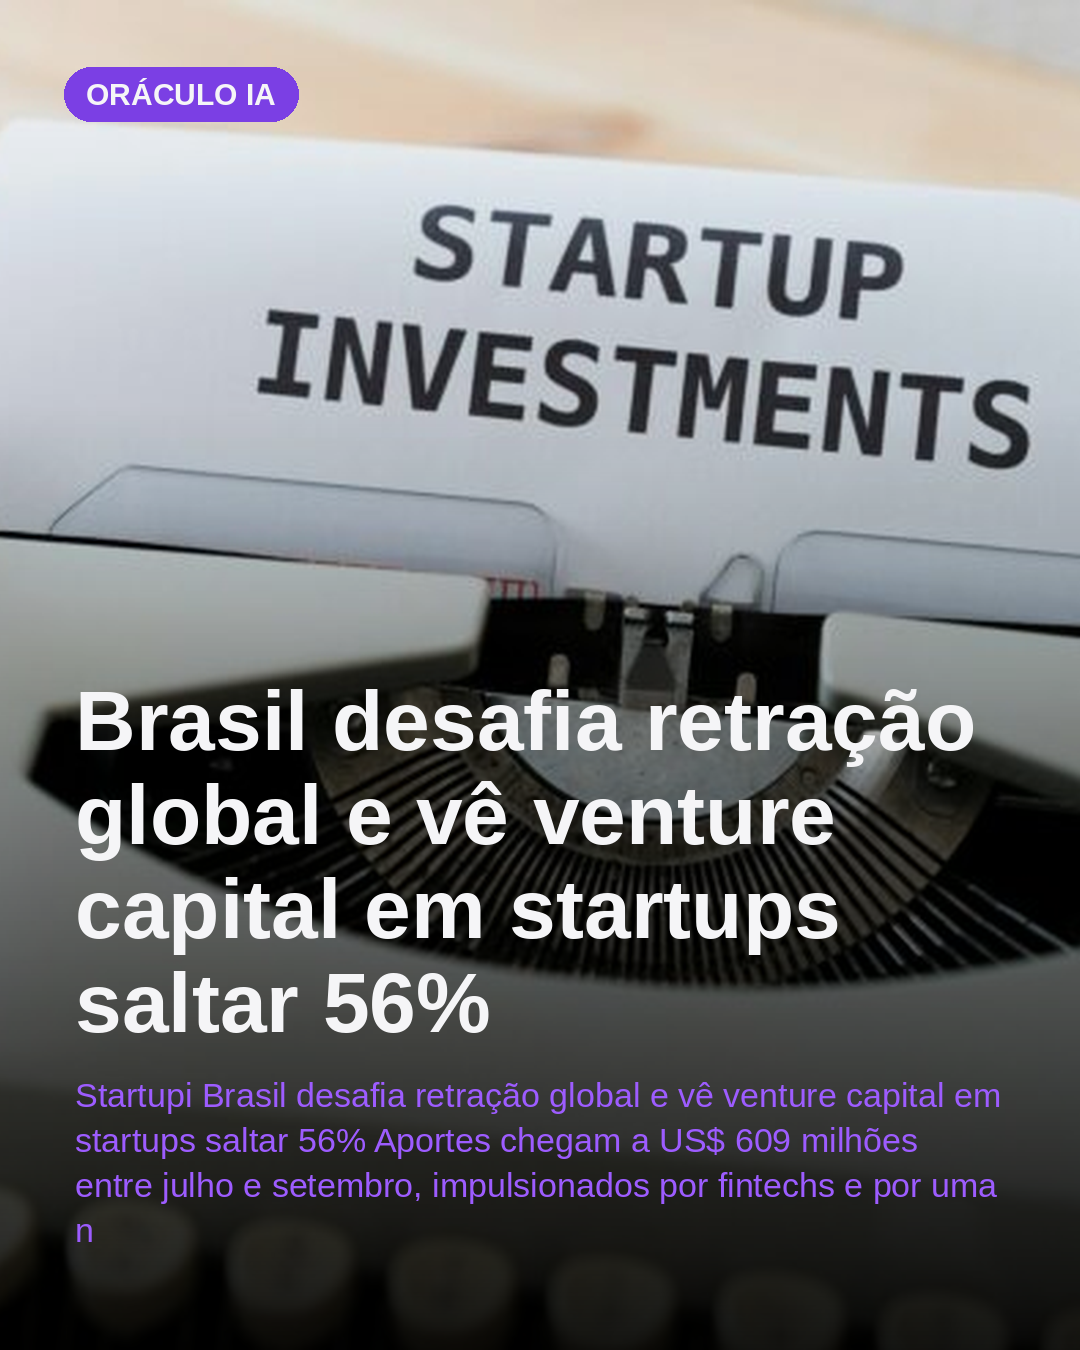 ORÁCULO IA
STARTUP
INVESTMENTS
Brasil desafia retração
global e vê venture
capital em startups
saltar 56%
Startupi Brasil desafia retração global e vê venture capital em
startups saltar 56% Aportes chegam a US$ 609 milhões
entre julho e setembro, impulsionados por fintechs e por uma
n